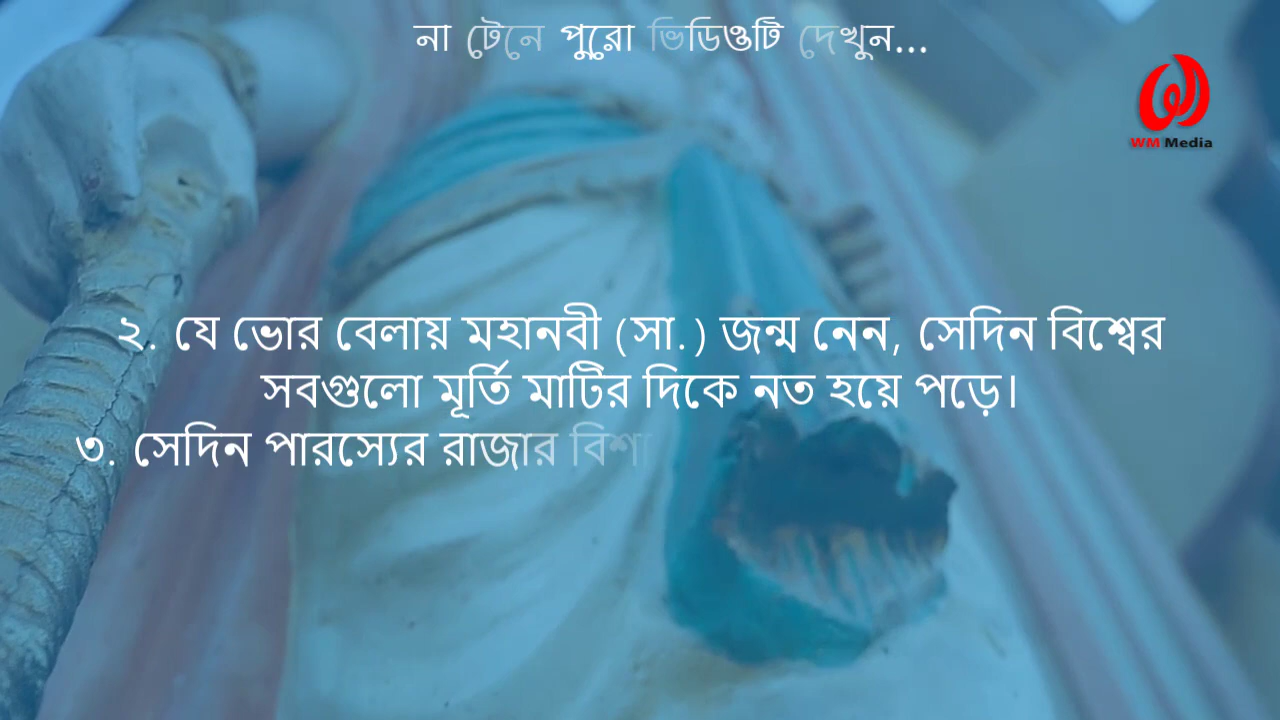 না টেনে পুরো ভিডিওটি দেখুন...
WM Media
২. যে ভোর বেলায় মহানবী (সা.) জন্ম নেন, সেদিন বিশ্বের
সবগুলো মূর্তি মাটির দিকে নত হয়ে পড়ে।
৩. সেদিন পারস্যের রাজার